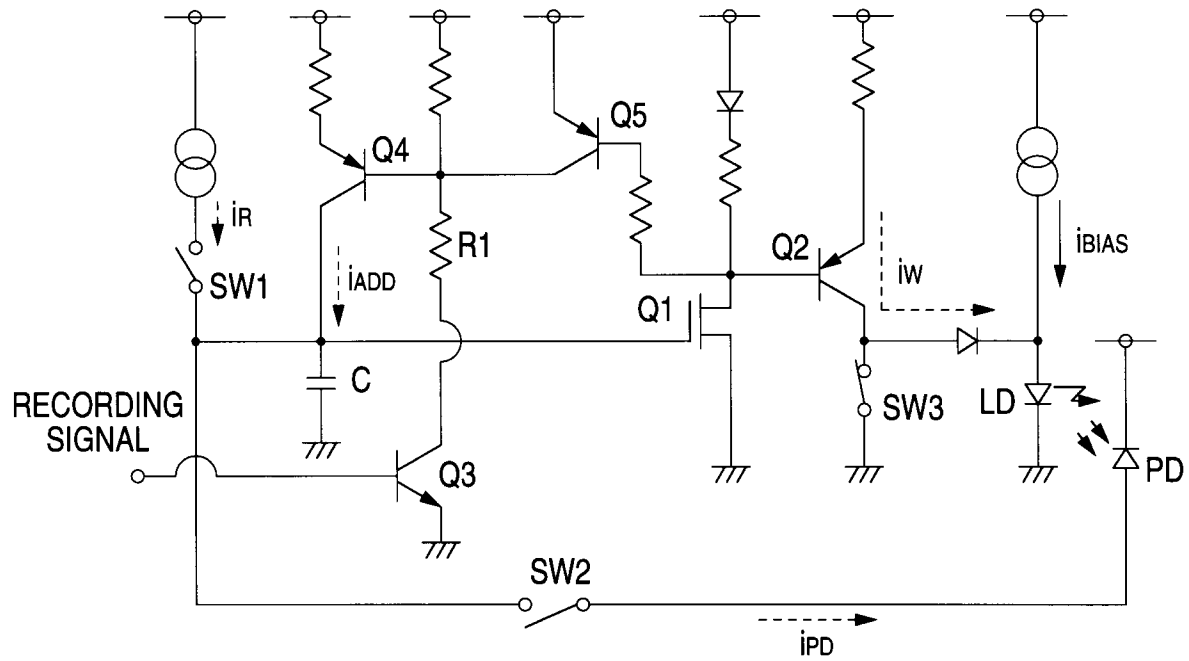 Q5
Q4
iR
R1
Q2
iBIAS
SW1
iADD
iW
Q1
C
SW3
LD
RECORDING
SIGNAL
Q3
PD
SW2
iPD